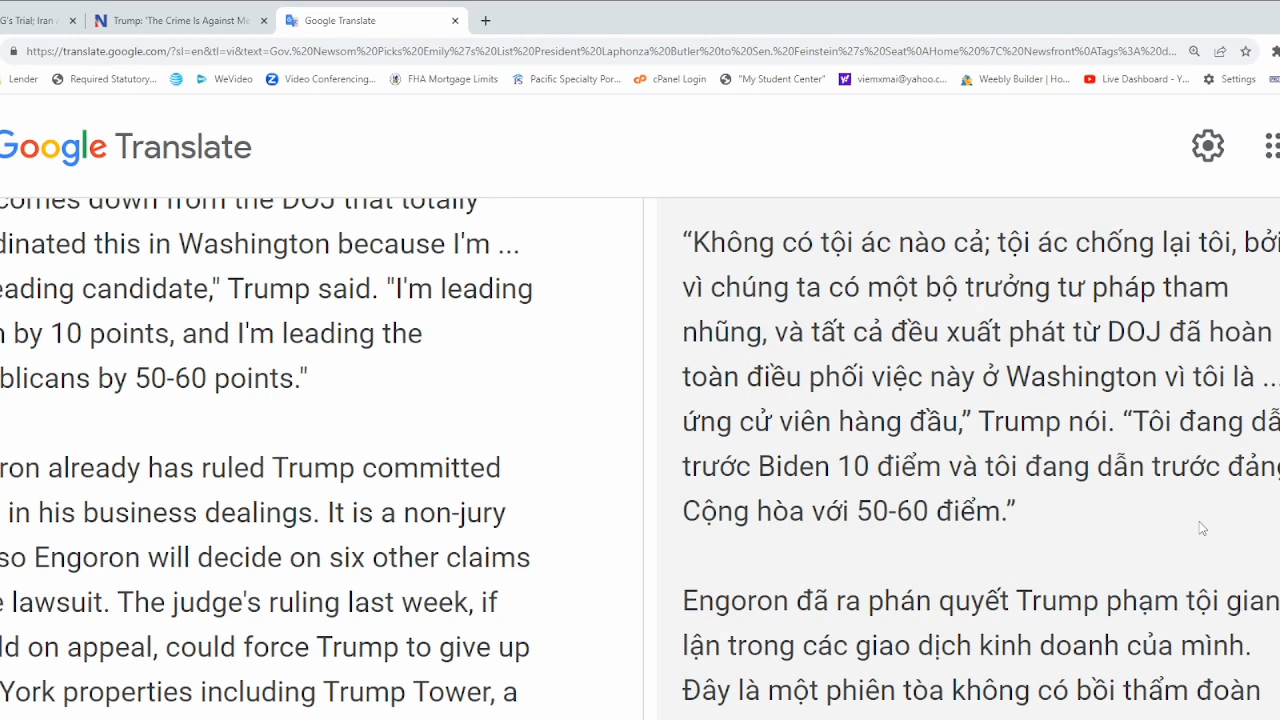 G's Trial; Iran
Trump: 'The Crime Is Against Me
Google Translate
https://translate.google.com/?sl=en&tl=vi&text=Gov.%20Newsom%20Picks%20Emily%27s%20List%20President%20Laphonza%20Butler%20to%20Sen.%20Feinstein%27s%20Seat%0AHome%20%7C%20Newsfront%0ATags%3A%20d...
Lender
Required Statutory...
WeVideo
Video Conferencing...
FHA Mortgage Limits
Pacific Specialty Por...
cPanel Login
"My Student Center"
viemxmai@yahoo.c...
Weebly Builder | Ho...
Live Dashboard - Y...
Settings
Google Translate
comes down from the DOJ that totally
dinated this in Washington because I'm ...
eading candidate," Trump said. "I'm leading
n by 10 points, and I'm leading the
blicans by 50-60 points."
ron already has ruled Trump committed
in his business dealings. It is a non-jury
so Engoron will decide on six other claims
e lawsuit. The judge's ruling last week, if
ld on appeal, could force Trump to give up
York properties including Trump Tower, a
“Không có tội ác nào cả; tội ác chống lại tôi, bởi
vì chúng ta có một bộ trưởng tư pháp tham
nhũng, và tất cả đều xuất phát từ DOJ đã hoàn
toàn điều phối việc này ở Washington vì tôi là ...
ứng cử viên hàng đầu,” Trump nói. “Tôi đang dẫ
trước Biden 10 điểm và tôi đang dẫn trước đảng
Cộng hòa với 50-60 điểm.”
Engoron đã ra phán quyết Trump phạm tội gian
lận trong các giao dịch kinh doanh của mình.
Đây là một phiên tòa không có bồi thẩm đoàn